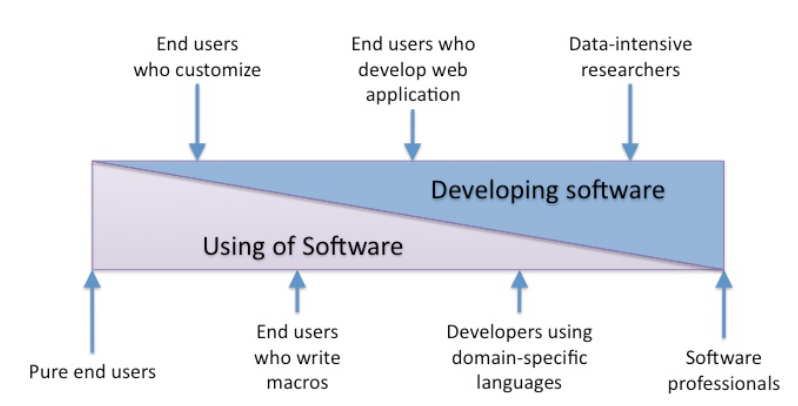 End users
who customize
End users who
develop web
application
Data-intensive
researchers
Developing software
Using of Software
Pure end users
End users
who write
macros
Developers using
domain-specific
languages
Software
professionals